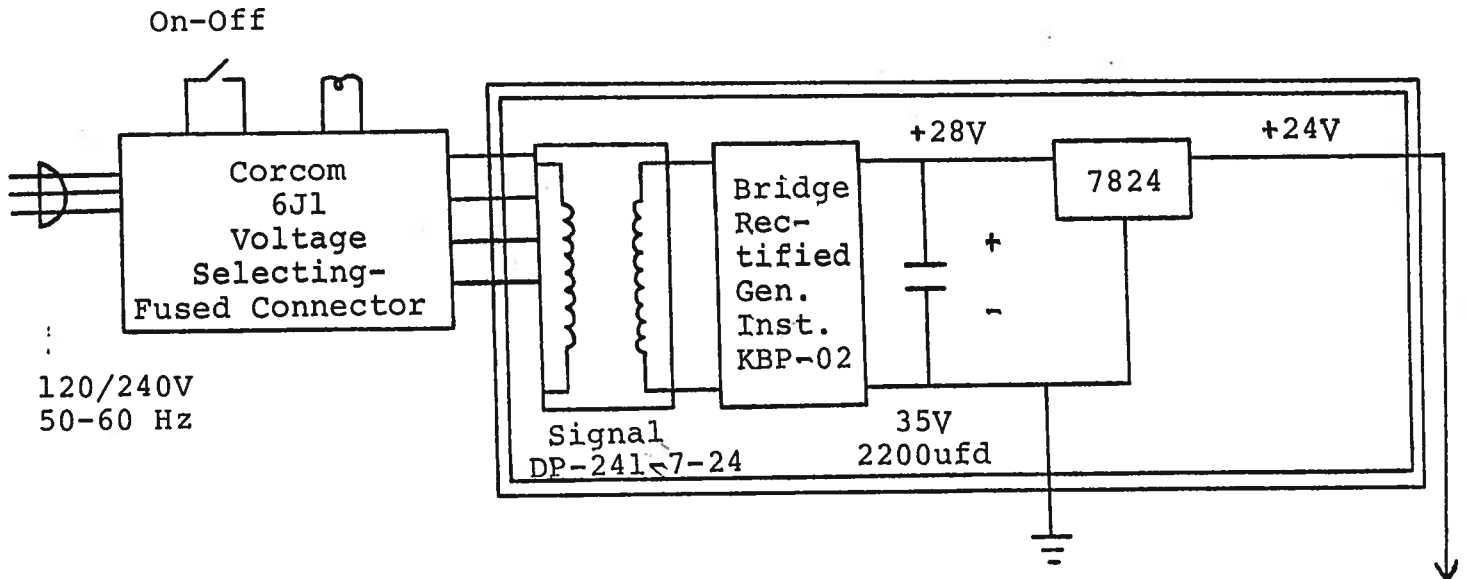 On-Off
Corcom
6J1
Voltage
Selecting-
Fused Connector
120/240V
50-60 Hz
Signal
DP-241-7-24
Bridge
Rec-
tified
Gen.
Inst.
KBP-02
+28V
+
-
35V
2200ufd
7824
+24V